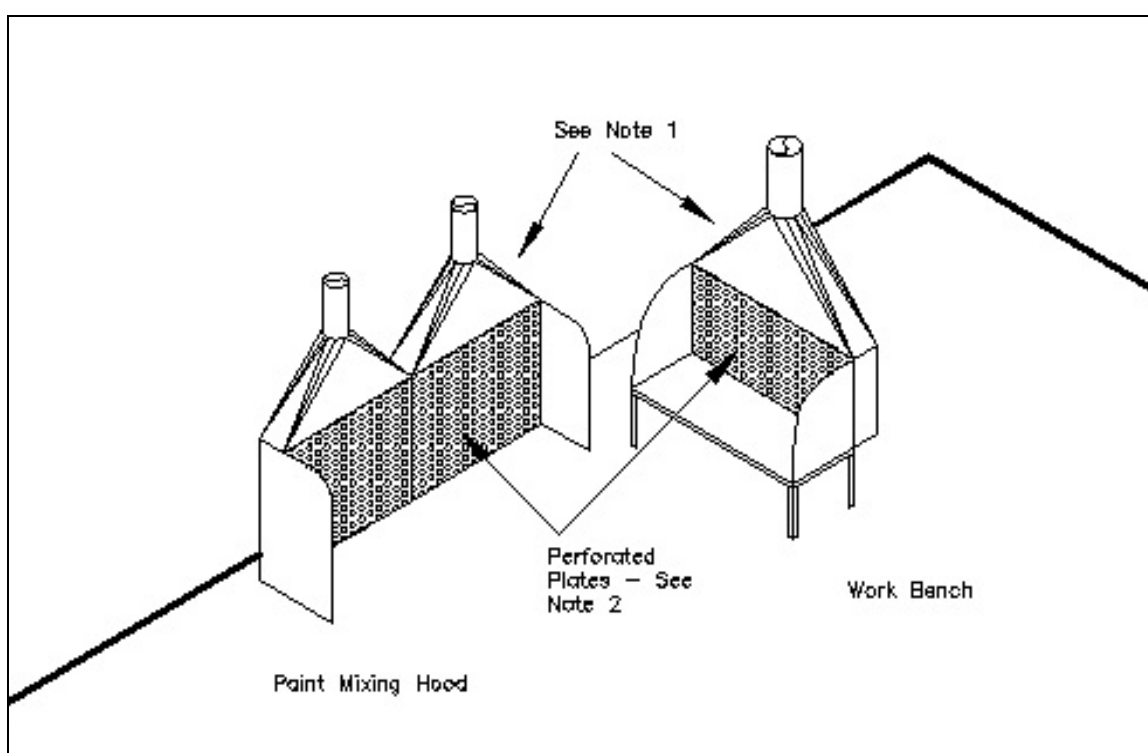 See Note 1
Perforated
Plates – See
Note 2
Work Bench
Paint Mixing Hood